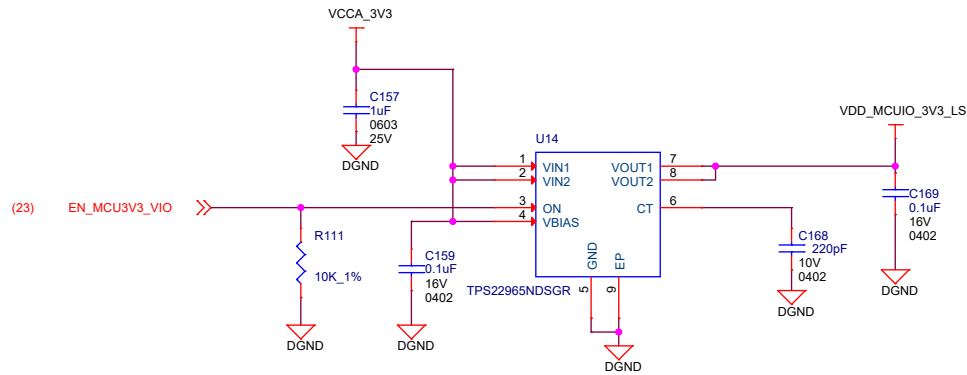 VCCA_3V3
C157
1uF
0603
25V
DGND
VDD_MCUIO_3V3_LS
U14
1
VIN1
VOUT1
7
2
VIN2
VOUT2
8
(23)
EN_MCU3V3_VIO
3
ON
CT
6
4
VBIAS
C169
0.1uF
16V
0402
DGND
R111
10K_1%
DGND
C159
0.1uF
16V
0402
DGND
GND
EP
TPS22965NDSGR
5
9
DGND
C168
220pF
10V
0402
DGND